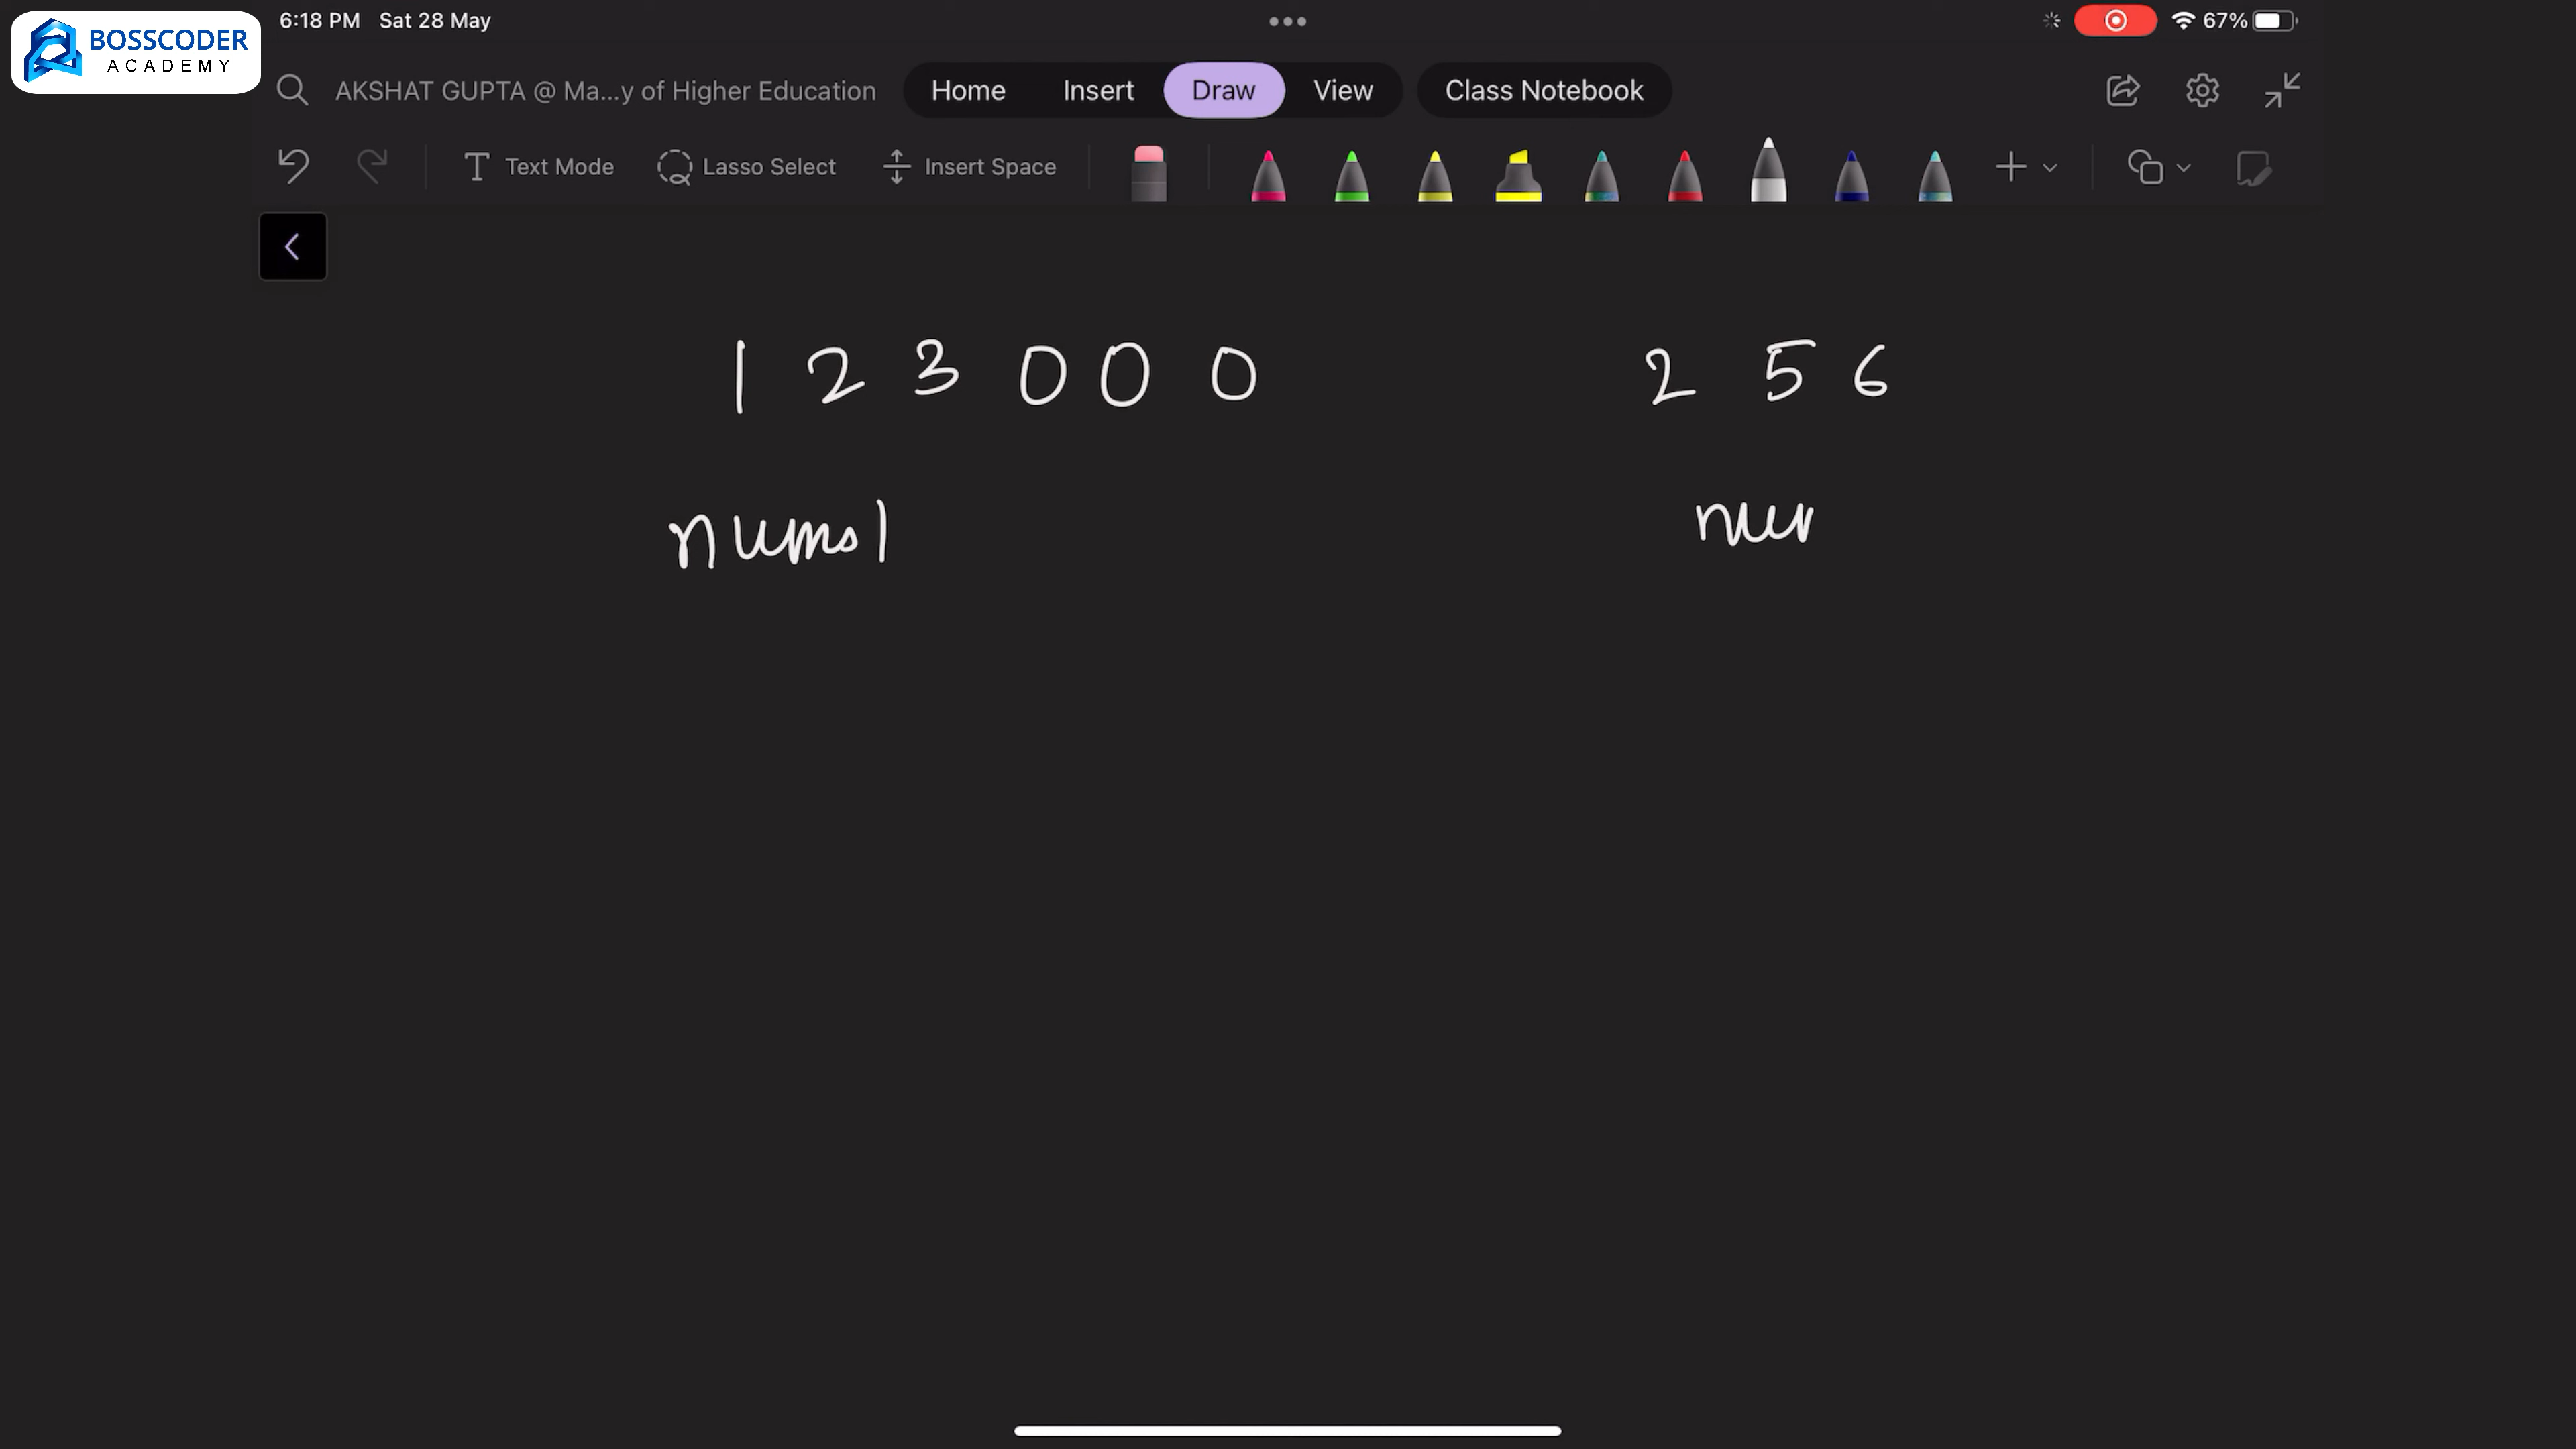 BOSSCODER
ACADEMY
6:18 PM Sat 28 May
67%
AKSHAT GUPTA @ Ma...y of Higher Education
Home Insert Draw View Class Notebook
Text Mode Lasso Select Insert Space
1 2 3 0 0 0 2 5 6
nums1